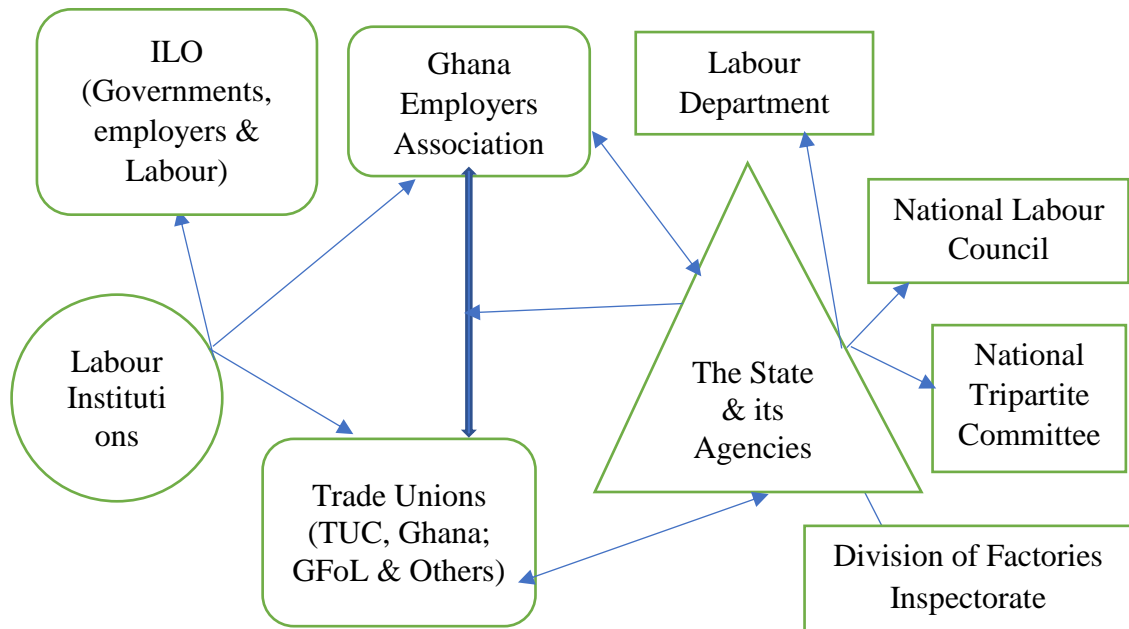 ILO
(Governments,
employers &
Labour)
Ghana
Employers
Association
Labour
Department
National Labour
Council
Labour
Instituti
ons
The State
& its
Agencies
National
Tripartite
Committee
Trade Unions
(TUC, Ghana;
GFoL & Others)
Division of Factories
Inspectorate